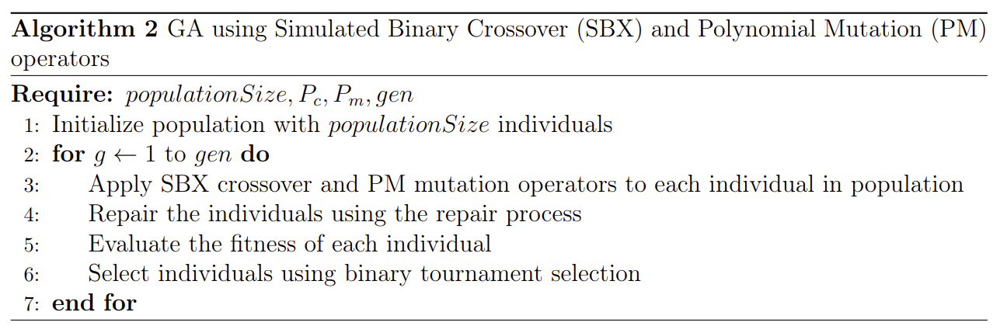 Algorithm 2 GA using Simulated Binary Crossover (SBX) and Polynomial Mutation (PM)
operators
Require: populationSize, P_c, P_m, gen
1: Initialize population with populationSize individuals
2: for g ← 1 to gen do
3: Apply SBX crossover and PM mutation operators to each individual in population
4: Repair the individuals using the repair process
5: Evaluate the fitness of each individual
6: Select individuals using binary tournament selection
7: end for